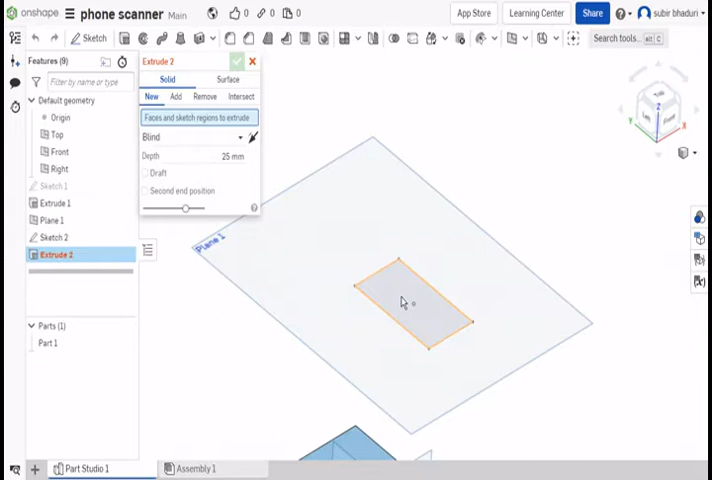 onshape phone scanner Main 0 0 0 App Store Learning Center Share subir bhaduri
Sketch Search tools... alt C
Features (9)
Filter by name or type
Default geometry
Origin
Top
Front
Right
Sketch 1
Extrude 1
Plane 1
Sketch 2
Extrude 2
Parts (1)
Part 1
Extrude 2
Solid Surface
New Add Remove Intersect
Faces and sketch regions to extrude
Blind
Depth 25 mm
Draft
Second end position
Plane 1
Top
Left Front
Z
Y X
Part Studio 1 Assembly 1